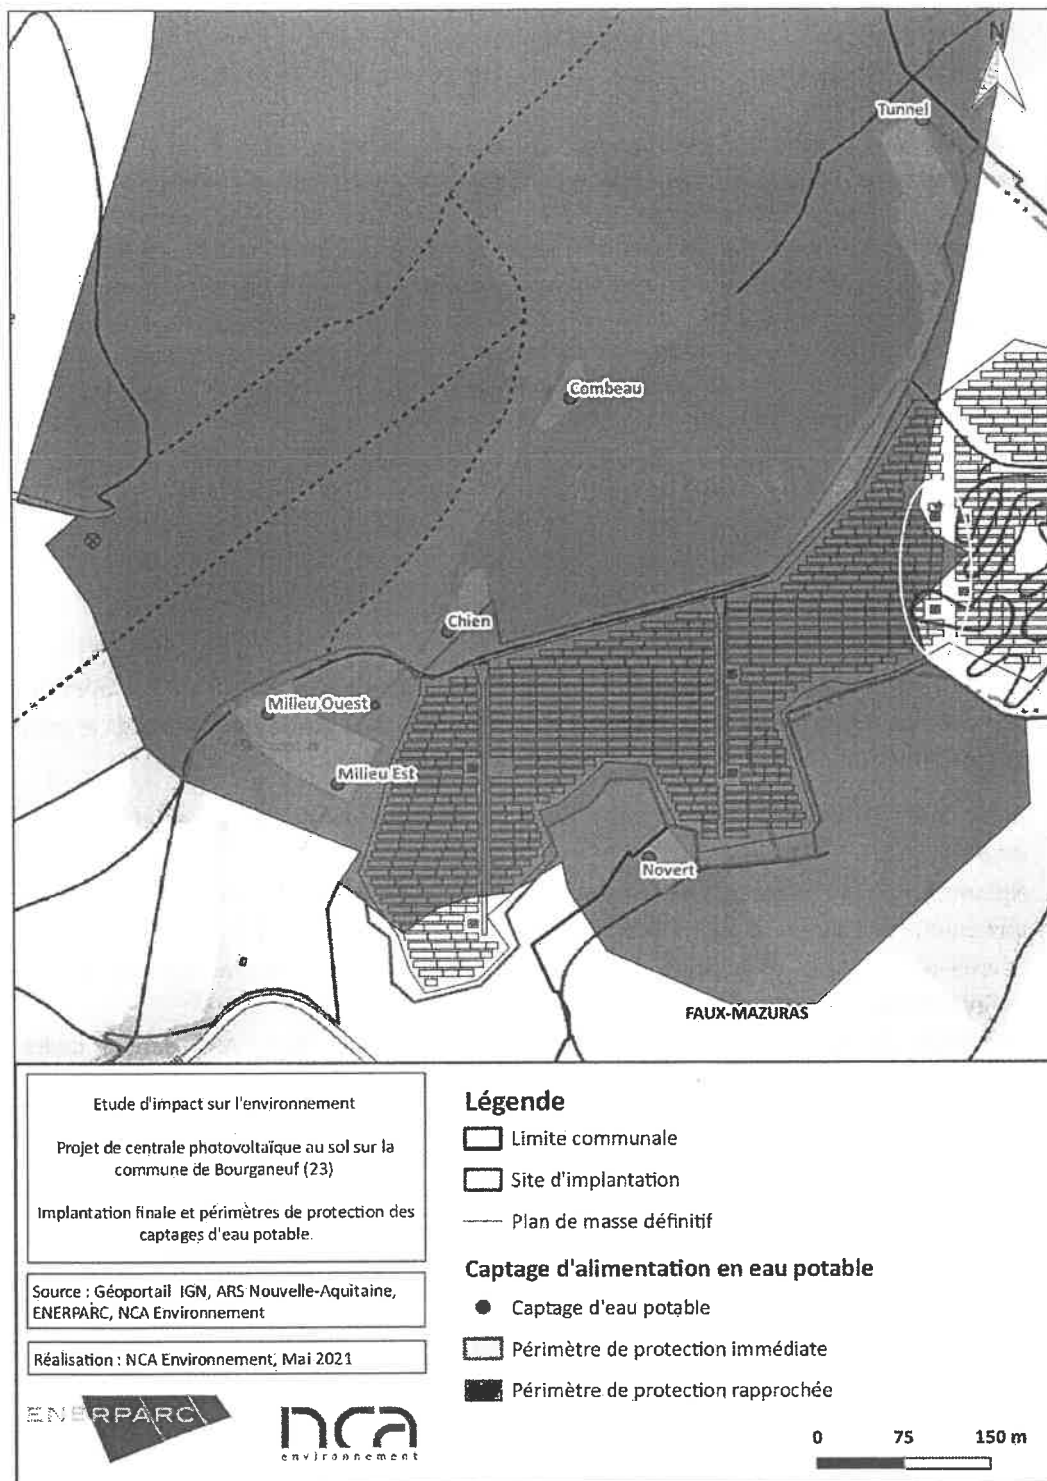 N
Tunnel
Combeau
Chien
Milieu Ouest
Milieu Est
Novert
FAUX-MAZURAS
Etude d'impact sur l'environnement
Projet de centrale photovoltaïque au sol sur la
commune de Bourganeuf (23)
Implantation finale et périmètres de protection des
captages d'eau potable.
Source : Géoportail IGN, ARS Nouvelle-Aquitaine,
ENERPARC, NCA Environnement
Réalisation : NCA Environnement, Mai 2021
ENERPARC
nca
environnement
Légende
Limite communale
Site d'implantation
Plan de masse définitif
Captage d'alimentation en eau potable
Captage d'eau potable
Périmètre de protection immédiate
Périmètre de protection rapprochée
0 75 150 m